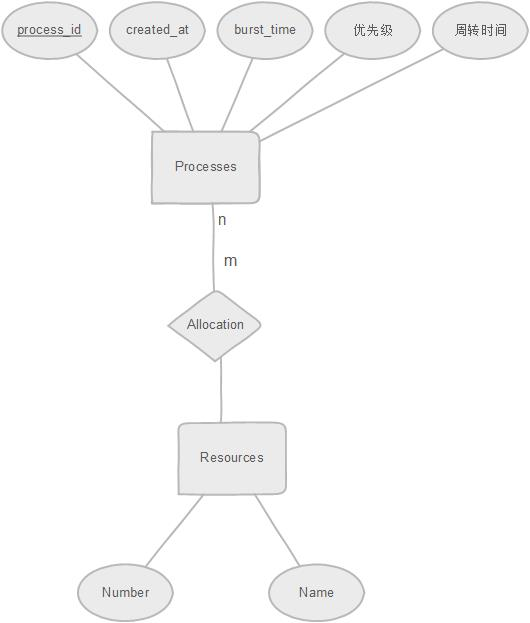 process_id
created_at
burst_time
优先级
周转时间
Processes
n
m
Allocation
Resources
Number
Name